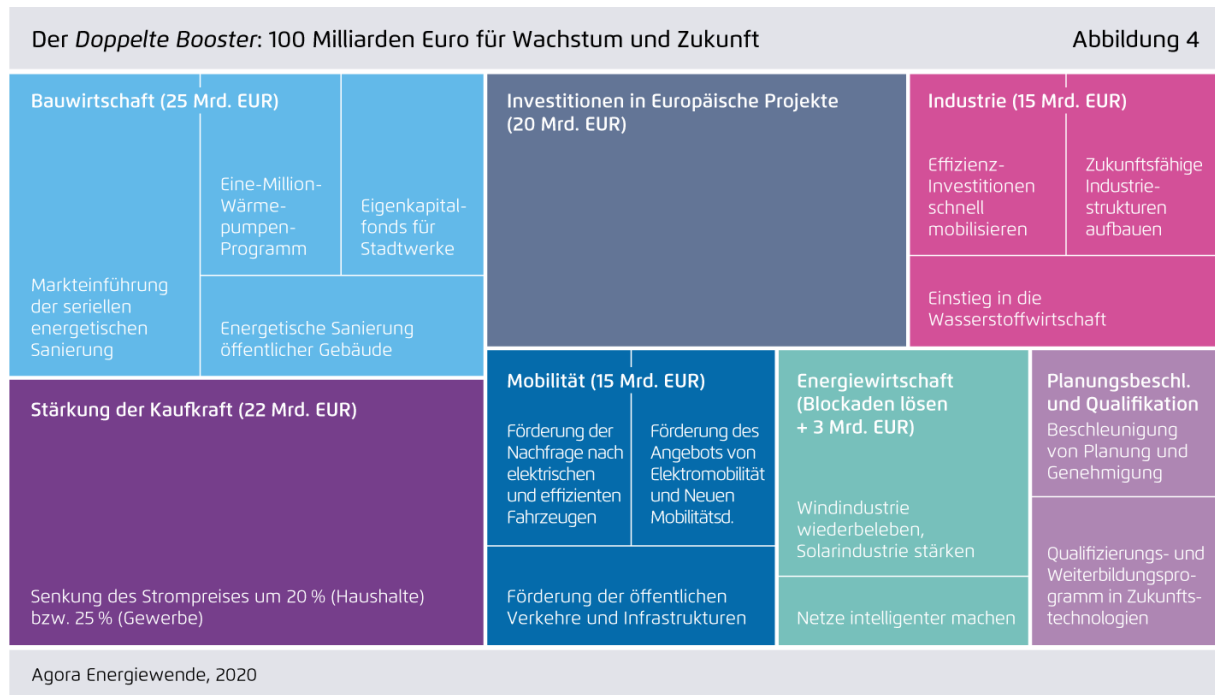 Der Doppelte Booster: 100 Milliarden Euro für Wachstum und Zukunft
Abbildung 4
Bauwirtschaft (25 Mrd. EUR)
Markteinführung
der seriellen
energetischen
Sanierung
Eine-Million-
Wärme-
pumpen-
Programm
Eigenkapital-
fonds für
Stadtwerke
Energetische Sanierung
öffentlicher Gebäude
Investitionen in Europäische Projekte
(20 Mrd. EUR)
Industrie (15 Mrd. EUR)
Effizienz-
Investitionen
schnell
mobilisieren
Zukunftsfähige
Industrie-
strukturen
aufbauen
Einstieg in die
Wasserstoffwirtschaft
Stärkung der Kaufkraft (22 Mrd. EUR)
Senkung des Strompreises um 20 % (Haushalte)
bzw. 25 % (Gewerbe)
Mobilität (15 Mrd. EUR)
Förderung der
Nachfrage nach
elektrischen
und effizienten
Fahrzeugen
Förderung des
Angebots von
Elektromobilität
und Neuen
Mobilitätsd.
Förderung der öffentlichen
Verkehre und Infrastrukturen
Energiewirtschaft
(Blockaden lösen
+ 3 Mrd. EUR)
Windindustrie
wiederbeleben,
Solarindustrie stärken
Netze intelligenter machen
Planungsbeschl.
und Qualifikation
Beschleunigung
von Planung und
Genehmigung
Qualifizierungs- und
Weiterbildungspro-
gramm in Zukunfts-
technologien
Agora Energiewende, 2020